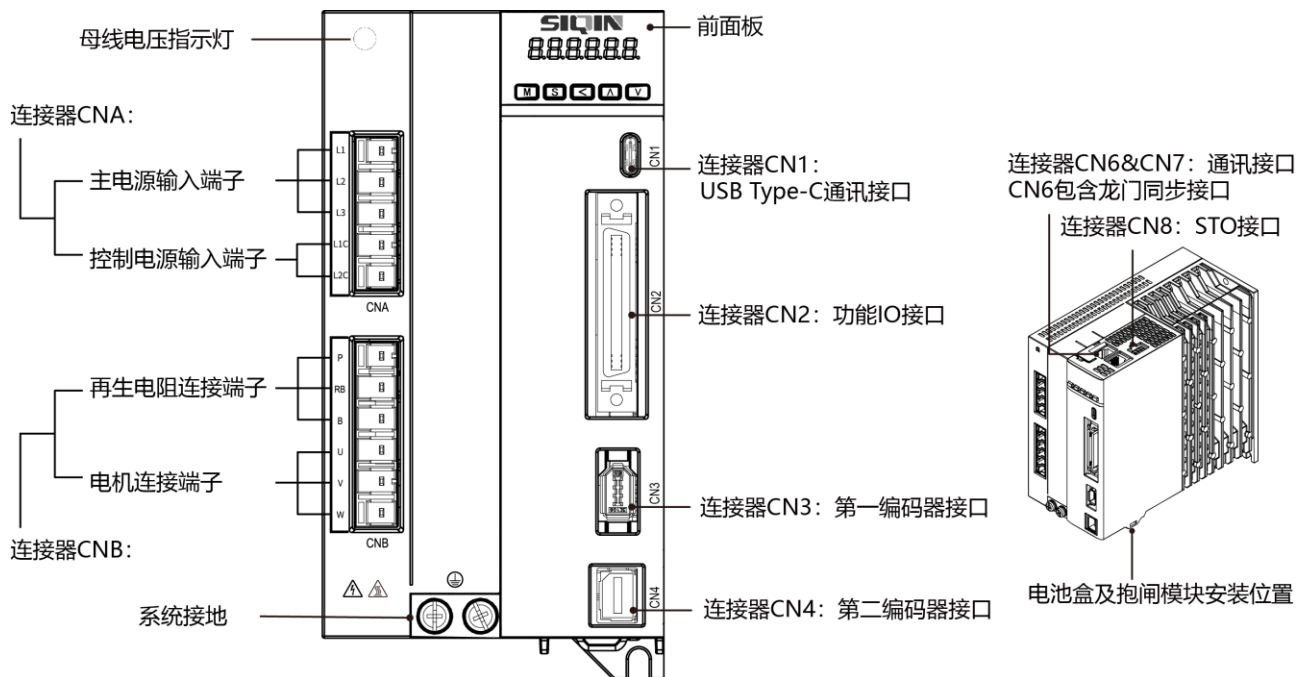 SIQIN
8.8.8.8.8.8.
M S < Λ V
母线电压指示灯
前面板
连接器CNA:
主电源输入端子
控制电源输入端子
L1
L2
L3
L1C
L2C
CNA
再生电阻连接端子
电机连接端子
连接器CNB:
P
RB
B
U
V
W
CNB
系统接地
CN1
连接器CN1:
USB Type-C通讯接口
CN2
连接器CN2：功能IO接口
CN3
连接器CN3：第一编码器接口
CN4
连接器CN4：第二编码器接口
连接器CN6&CN7：通讯接口
CN6包含龙门同步接口
连接器CN8：STO接口
电池盒及抱闸模块安装位置